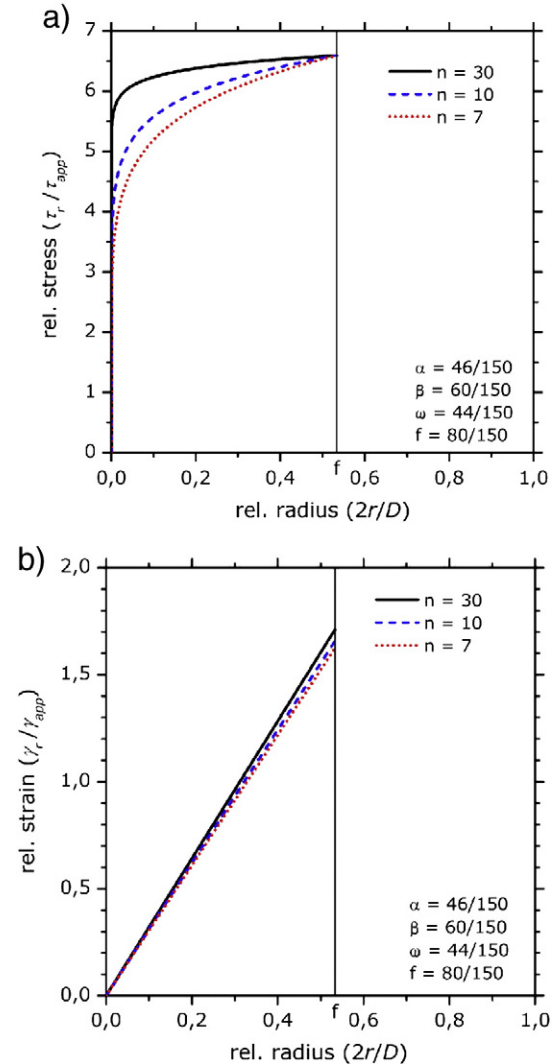 a)
7
6
5
4
3
2
1
0
rel. stress (τr/τapp)
n = 30
n = 10
n = 7
α = 46/150
β = 60/150
ω = 44/150
f = 80/150
0,0 0,2 0,4 f 0,6 0,8 1,0
rel. radius (2r/D)
b)
2,0
1,5
1,0
0,5
0,0
rel. strain (γr/γapp)
n = 30
n = 10
n = 7
α = 46/150
β = 60/150
ω = 44/150
f = 80/150
0,0 0,2 0,4 f 0,6 0,8 1,0
rel. radius (2r/D)